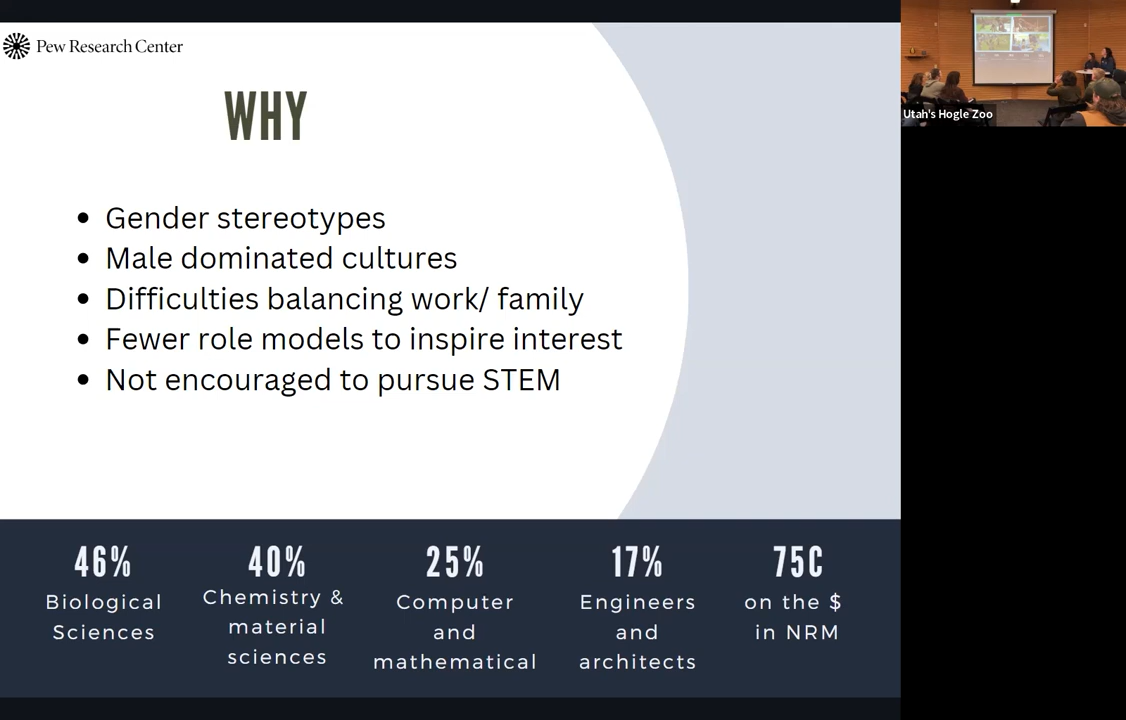 Pew Research Center
WHY
• Gender stereotypes
• Male dominated cultures
• Difficulties balancing work/ family
• Fewer role models to inspire interest
• Not encouraged to pursue STEM
46%
Biological
Sciences
40%
Chemistry &
material
sciences
25%
Computer
and
mathematical
17%
Engineers
and
architects
75C
on the $
in NRM
Utah's Hogle Zoo